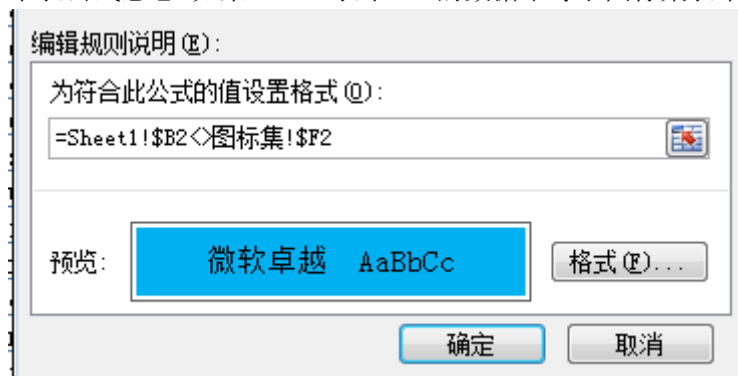 编辑规则说明(E):
为符合此公式的值设置格式(O):
=Sheet1!$B2<>图标集!$F2
预览: 微软卓越 AaBbCc 格式(F)...
确定 取消